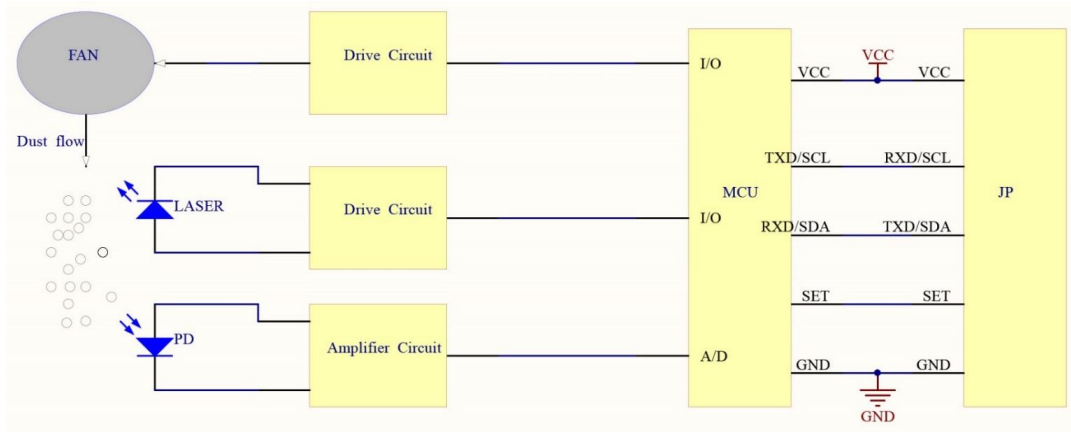 FAN
Drive Circuit
I/O
VCC
VCC
VCC
Dust flow
TXD/SCL
RXD/SCL
LASER
Drive Circuit
I/O
MCU
JP
RXD/SDA
TXD/SDA
SET
SET
PD
Amplifier Circuit
A/D
GND
GND
GND